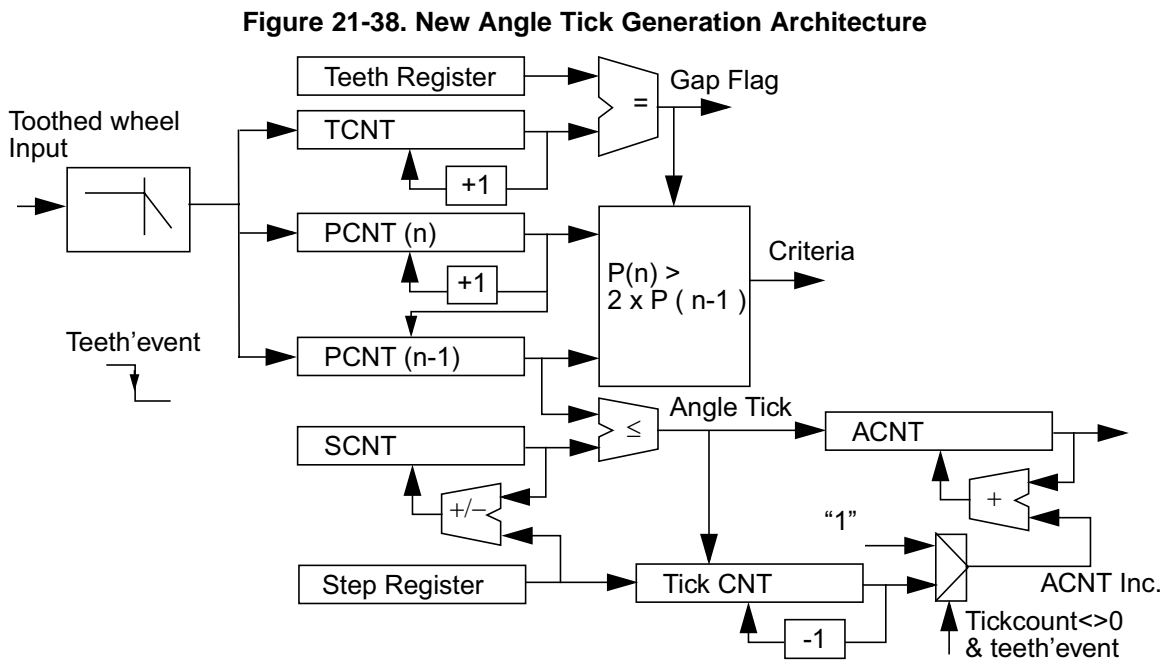 Figure 21-38. New Angle Tick Generation Architecture
Teeth Register
Gap Flag
=
Toothed wheel
Input
TCNT
+1
PCNT (n)
+1
P(n) >
2 x P ( n-1 )
Criteria
Teeth’event
PCNT (n-1)
Angle Tick
≤
SCNT
ACNT
+/−
+
“1”
Step Register
Tick CNT
ACNT Inc.
-1
Tickcount<>0
& teeth’event